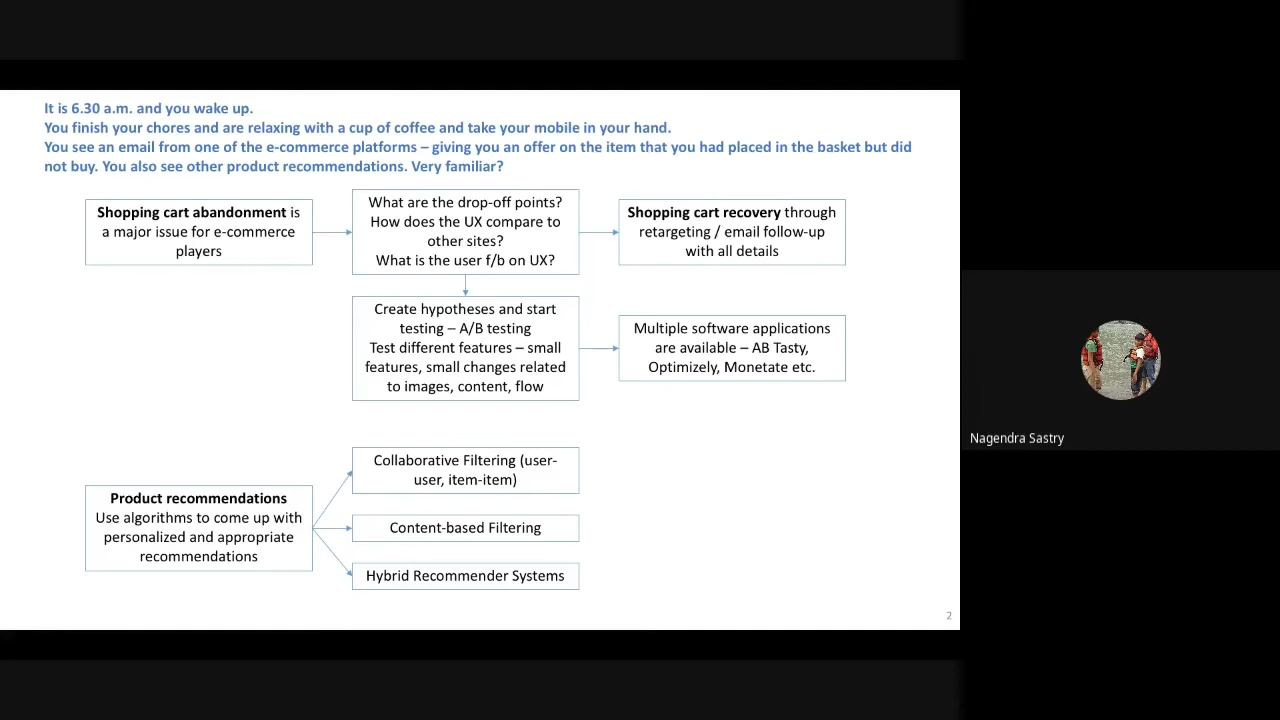 It is 6.30 a.m. and you wake up.
You finish your chores and are relaxing with a cup of coffee and take your mobile in your hand.
You see an email from one of the e-commerce platforms – giving you an offer on the item that you had placed in the basket but did
not buy. You also see other product recommendations. Very familiar?
Shopping cart abandonment is
a major issue for e-commerce
players
What are the drop-off points?
How does the UX compare to
other sites?
What is the user f/b on UX?
Shopping cart recovery through
retargeting / email follow-up
with all details
Create hypotheses and start
testing – A/B testing
Test different features – small
features, small changes related
to images, content, flow
Multiple software applications
are available – AB Tasty,
Optimizely, Monetate etc.
Product recommendations
Use algorithms to come up with
personalized and appropriate
recommendations
Collaborative Filtering (user-
user, item-item)
Content-based Filtering
Hybrid Recommender Systems
2
Nagendra Sastry